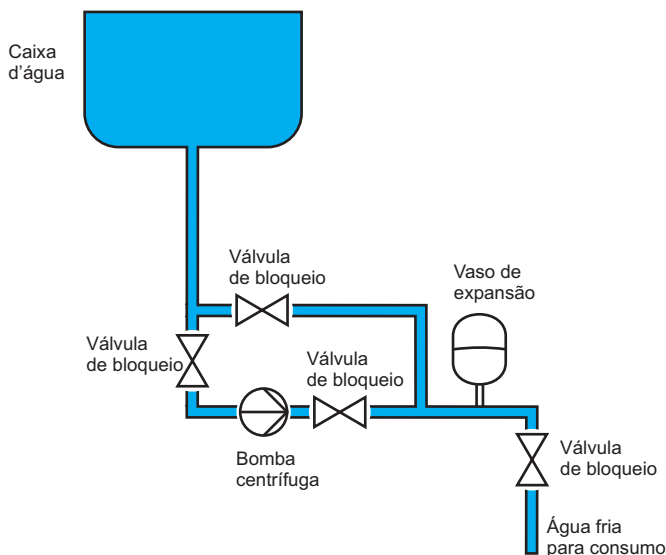 Caixa
d'água
Válvula
de bloqueio
Vaso de
expansão
Válvula
de bloqueio
Válvula
de bloqueio
Bomba
centrífuga
Válvula
de bloqueio
Água fria
para consumo